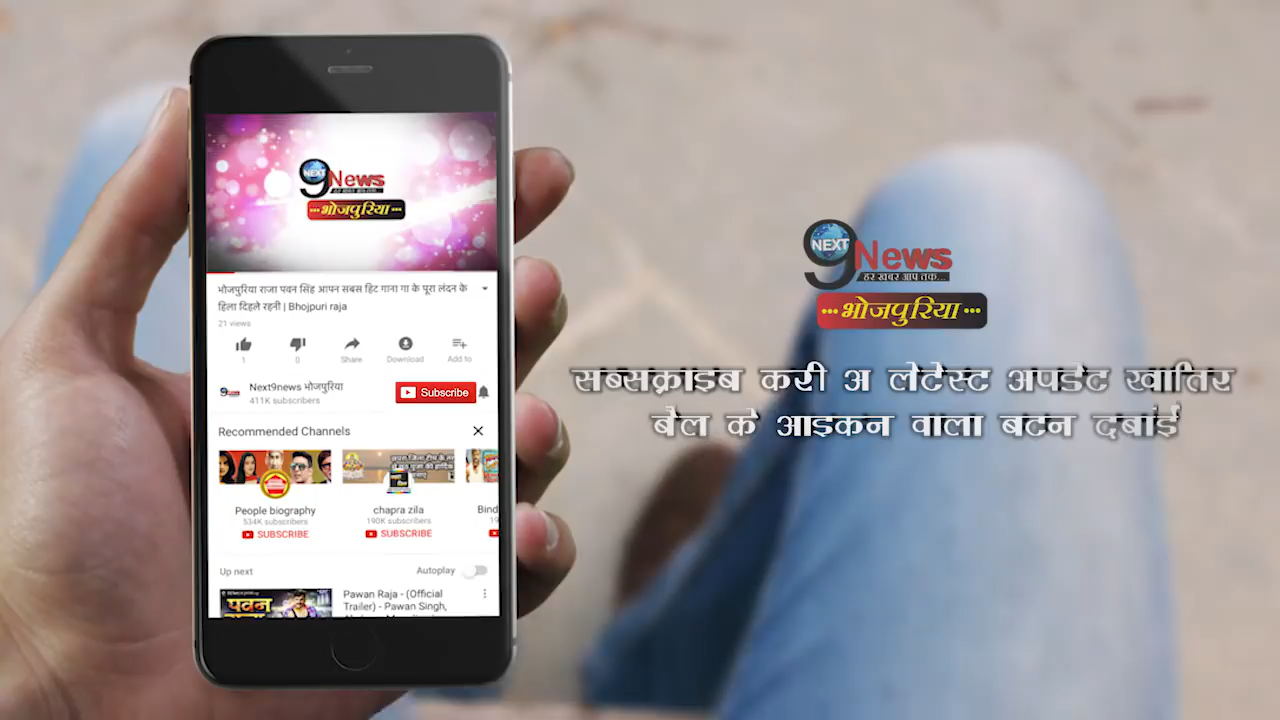 NEXT
9News
हर खबर आप तक...
भोजपुरिया
भोजपुरिया राजा पवन सिंह आपन सबस हिट गाना गा के पूरा लंदन के
हिला दिहले रहनी | Bhojpuri raja
21 views
1
0
Share
Download
Add to
Next9news भोजपुरिया
411K subscribers
Subscribe
Recommended Channels
People biography
534K subscribers
SUBSCRIBE
chapra zila
190K subscribers
SUBSCRIBE
Bind
Up next
Autoplay
पवन
Pawan Raja - (Official
Trailer) - Pawan Singh,
NEXT
9News
हर खबर आप तक...
भोजपुरिया
सब्सक्राइब करी अ लेटेस्ट अपडेट खातिर
बैल के आइकन वाला बटन दबांई